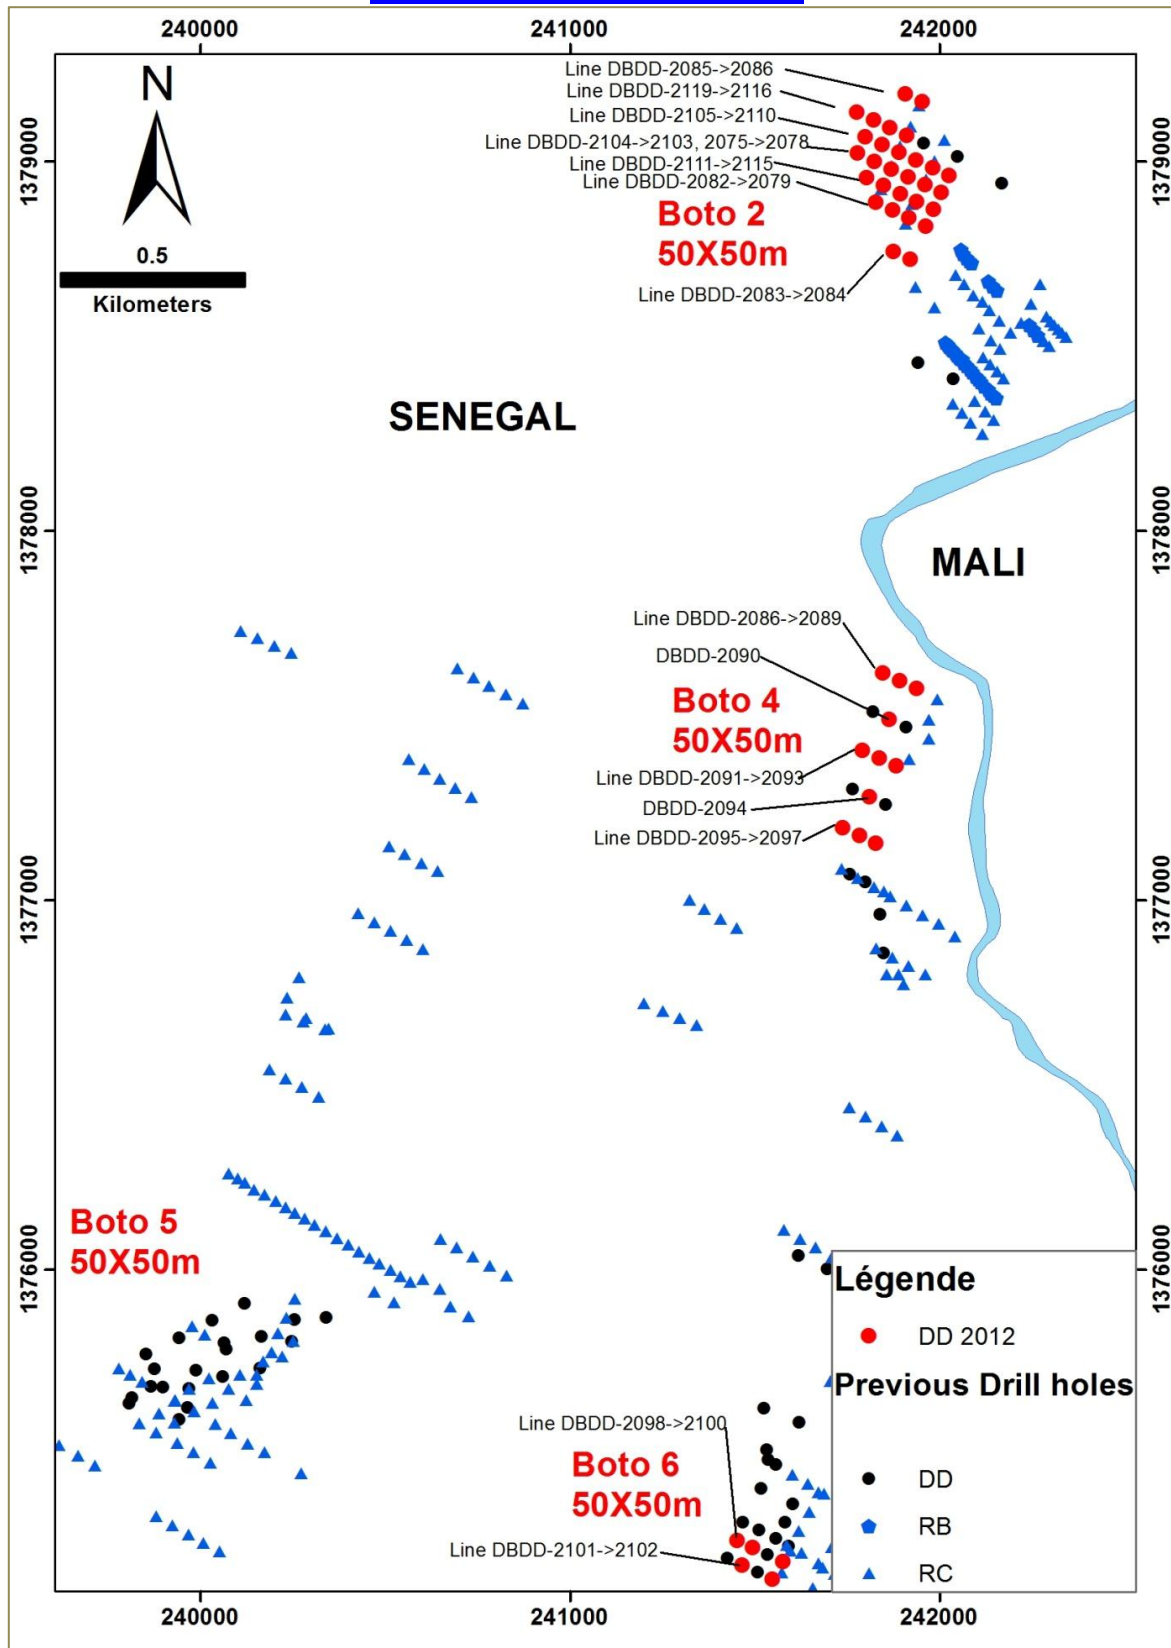 240000
241000
242000
N
0.5
Kilometers
Line DBDD-2085->2086
Line DBDD-2119->2116
Line DBDD-2105->2110
Line DBDD-2104->2103, 2075->2078
Line DBDD-2111->2115
Line DBDD-2082->2079
Boto 2
50X50m
Line DBDD-2083->2084
1379000
1379000
SENEGAL
1378000
MALI
1378000
Line DBDD-2086->2089
DBDD-2090
Boto 4
50X50m
Line DBDD-2091->2093
DBDD-2094
Line DBDD-2095->2097
1377000
1377000
Boto 5
50X50m
1376000
1376000
Légende
DD 2012
Previous Drill holes
DD
RB
RC
Line DBDD-2098->2100
Boto 6
50X50m
Line DBDD-2101->2102
240000
241000
242000